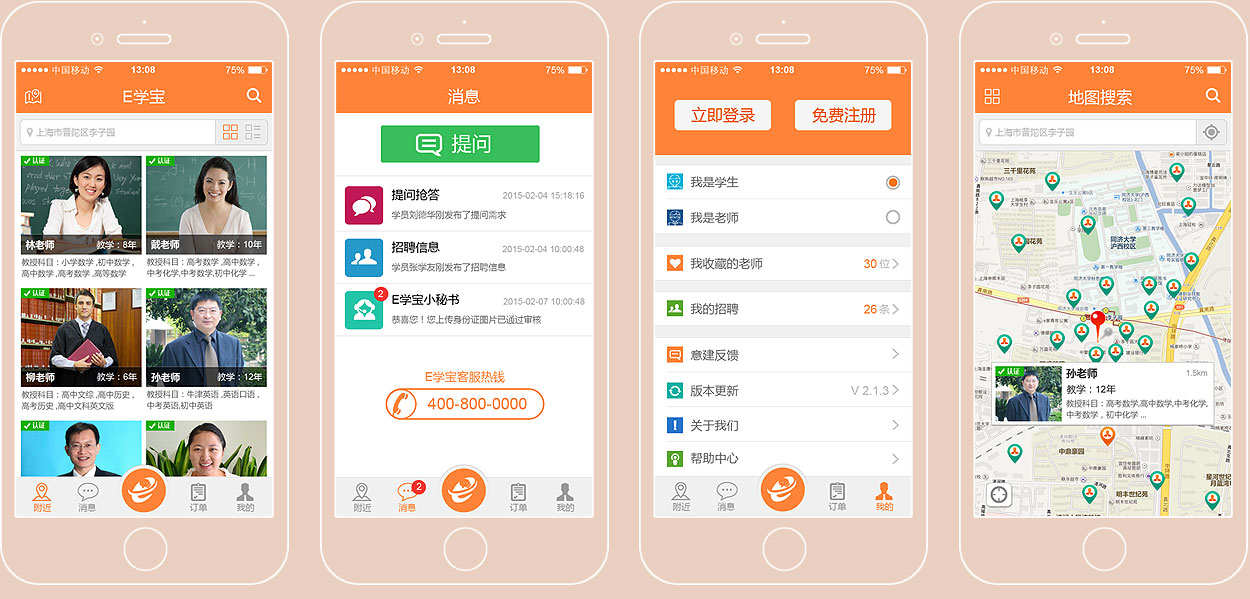 中国移动 13:08 75%
E学宝
上海市普陀区李子园
认证 认证
林老师 教学：8年
戴老师 教学：10年
教授科目：小学数学,初中数学,
高中数学,高考数学,高等数学
教授科目：高考数学,高中数学,
中考化学,中考数学,初中化学 ...
认证 认证
柳老师 教学：6年
孙老师 教学：12年
教授科目：高中文综,高中历史,
高考历史,高中文科英文版
教授科目：牛津英语,英语口语,
中考英语,初中英语
认证 认证
附近 消息 订单 我的
中国移动 13:08 75%
消息
提问
提问抢答 2015-02-04 15:18:16
学员刘德华刚发布了提问需求
招聘信息 2015-02-04 10:00:48
学员张学友刚发布了招聘信息
2
E学宝小秘书 2015-02-07 10:00:48
恭喜您！您上传身份证图片已通过审核
E学宝客服热钱
400-800-0000
2
附近 消息 订单 我的
中国移动 13:08 75%
立即登录 免费注册
我是学生
我是老师
我收藏的老师 30 位
我的招聘 26 条
意建反馈
版本更新 V 2.1.3
关于我们
帮助中心
附近 消息 订单 我的
中国移动 13:08 75%
地图搜索
上海市普陀区李子园
三千里花苑
同济大学
沪西校区
认证
孙老师 1.5km
教学：12年
教授科目：高考数学,高中数学,中考化学,
中考数学，初中化学 ...
中鼎豪园
星河世纪
明丰世纪苑